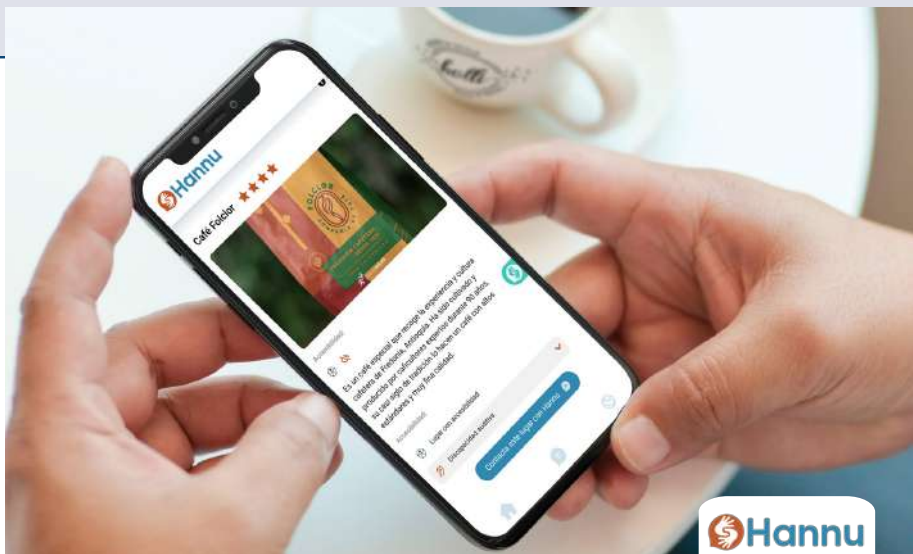 Hannu
Café Folclor
FOLCLOR
Accesibilidad
Es un café especial que recoge la experiencia y cultura
cafetera de Fredonia, Antioquia. Ha sido cultivado y
producido por caficultores expertos durante 90 años,
su casi siglo de tradición lo hacen un café con altos
estándares y muy fina calidad.
Accesibilidad
Lugar con accesibilidad
Discapacidad auditiva
Contacta este lugar con Hannu
Hannu